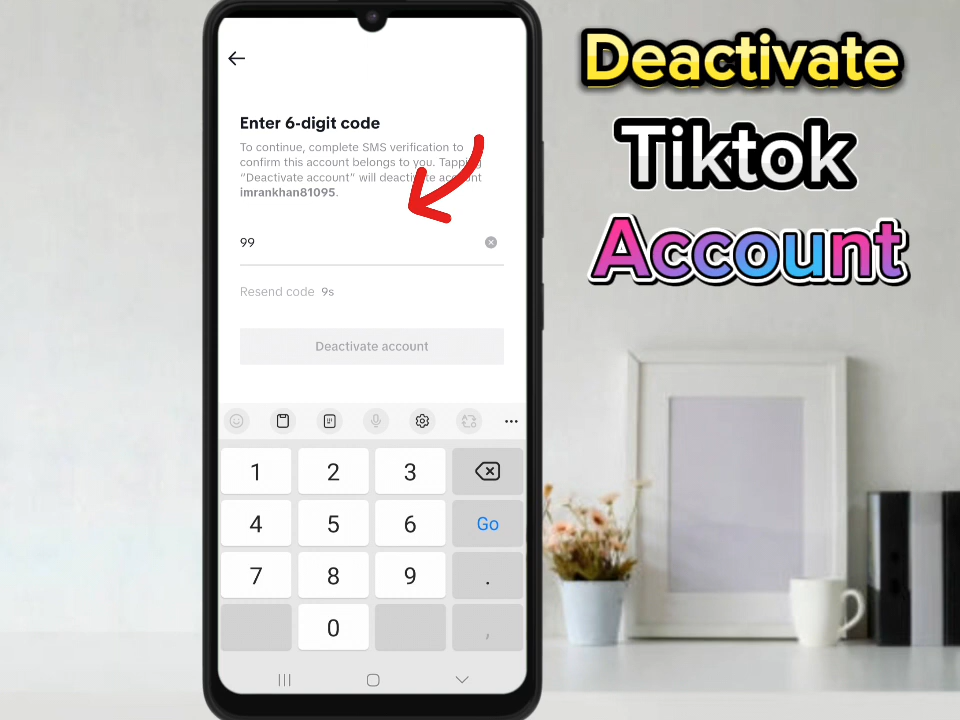 Enter 6-digit code
To continue, complete SMS verification to
confirm this account belongs to you. Tapping
"Deactivate account" will deactivate account
imrankhan81095.
99
Resend code 9s
Deactivate account
1 2 3
4 5 6 Go
7 8 9 .
0 ,
Deactivate
Tiktok
Account